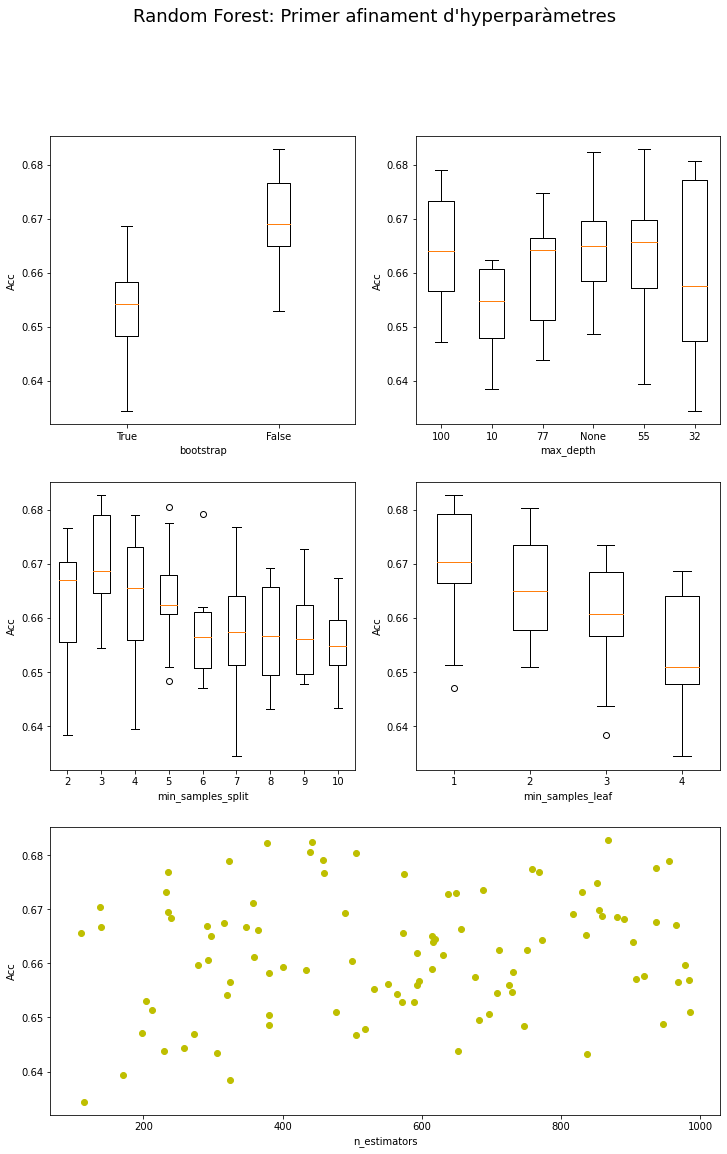 Random Forest: Primer afinament d'hyperparàmetres
0.68
0.67
0.66
0.65
0.64
Acc
True False
bootstrap
0.68
0.67
0.66
0.65
0.64
Acc
100 10 77 None 55 32
max_depth
0.68
0.67
0.66
0.65
0.64
Acc
2 3 4 5 6 7 8 9 10
min_samples_split
0.68
0.67
0.66
0.65
0.64
Acc
1 2 3 4
min_samples_leaf
0.68
0.67
0.66
0.65
0.64
Acc
200 400 600 800 1000
n_estimators